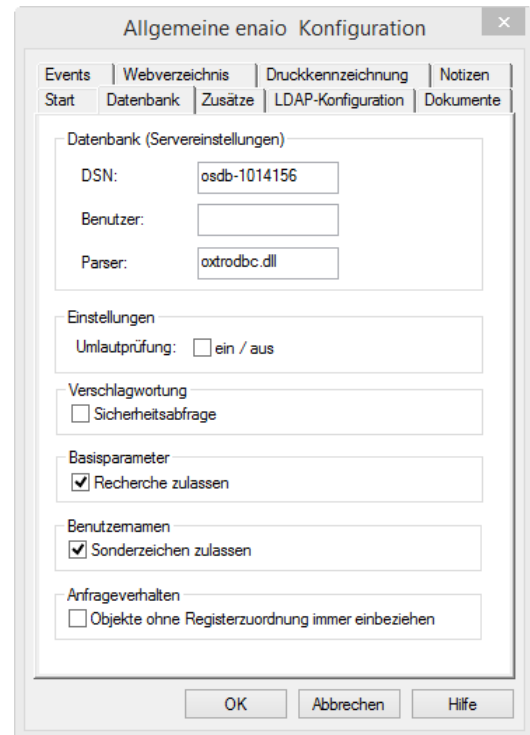 Allgemeine enaio Konfiguration
Events Webverzeichnis Druckkennzeichnung Notizen
Start Datenbank Zusätze LDAP-Konfiguration Dokumente
Datenbank (Servereinstellungen)
DSN: osdb-1014156
Benutzer:
Parser: oxtrodbc.dll
Einstellungen
Umlautprüfung: ein / aus
Verschlagwortung
Sicherheitsabfrage
Basisparameter
Recherche zulassen
Benutzernamen
Sonderzeichen zulassen
Anfrageverhalten
Objekte ohne Registerzuordnung immer einbeziehen
OK Abbrechen Hilfe